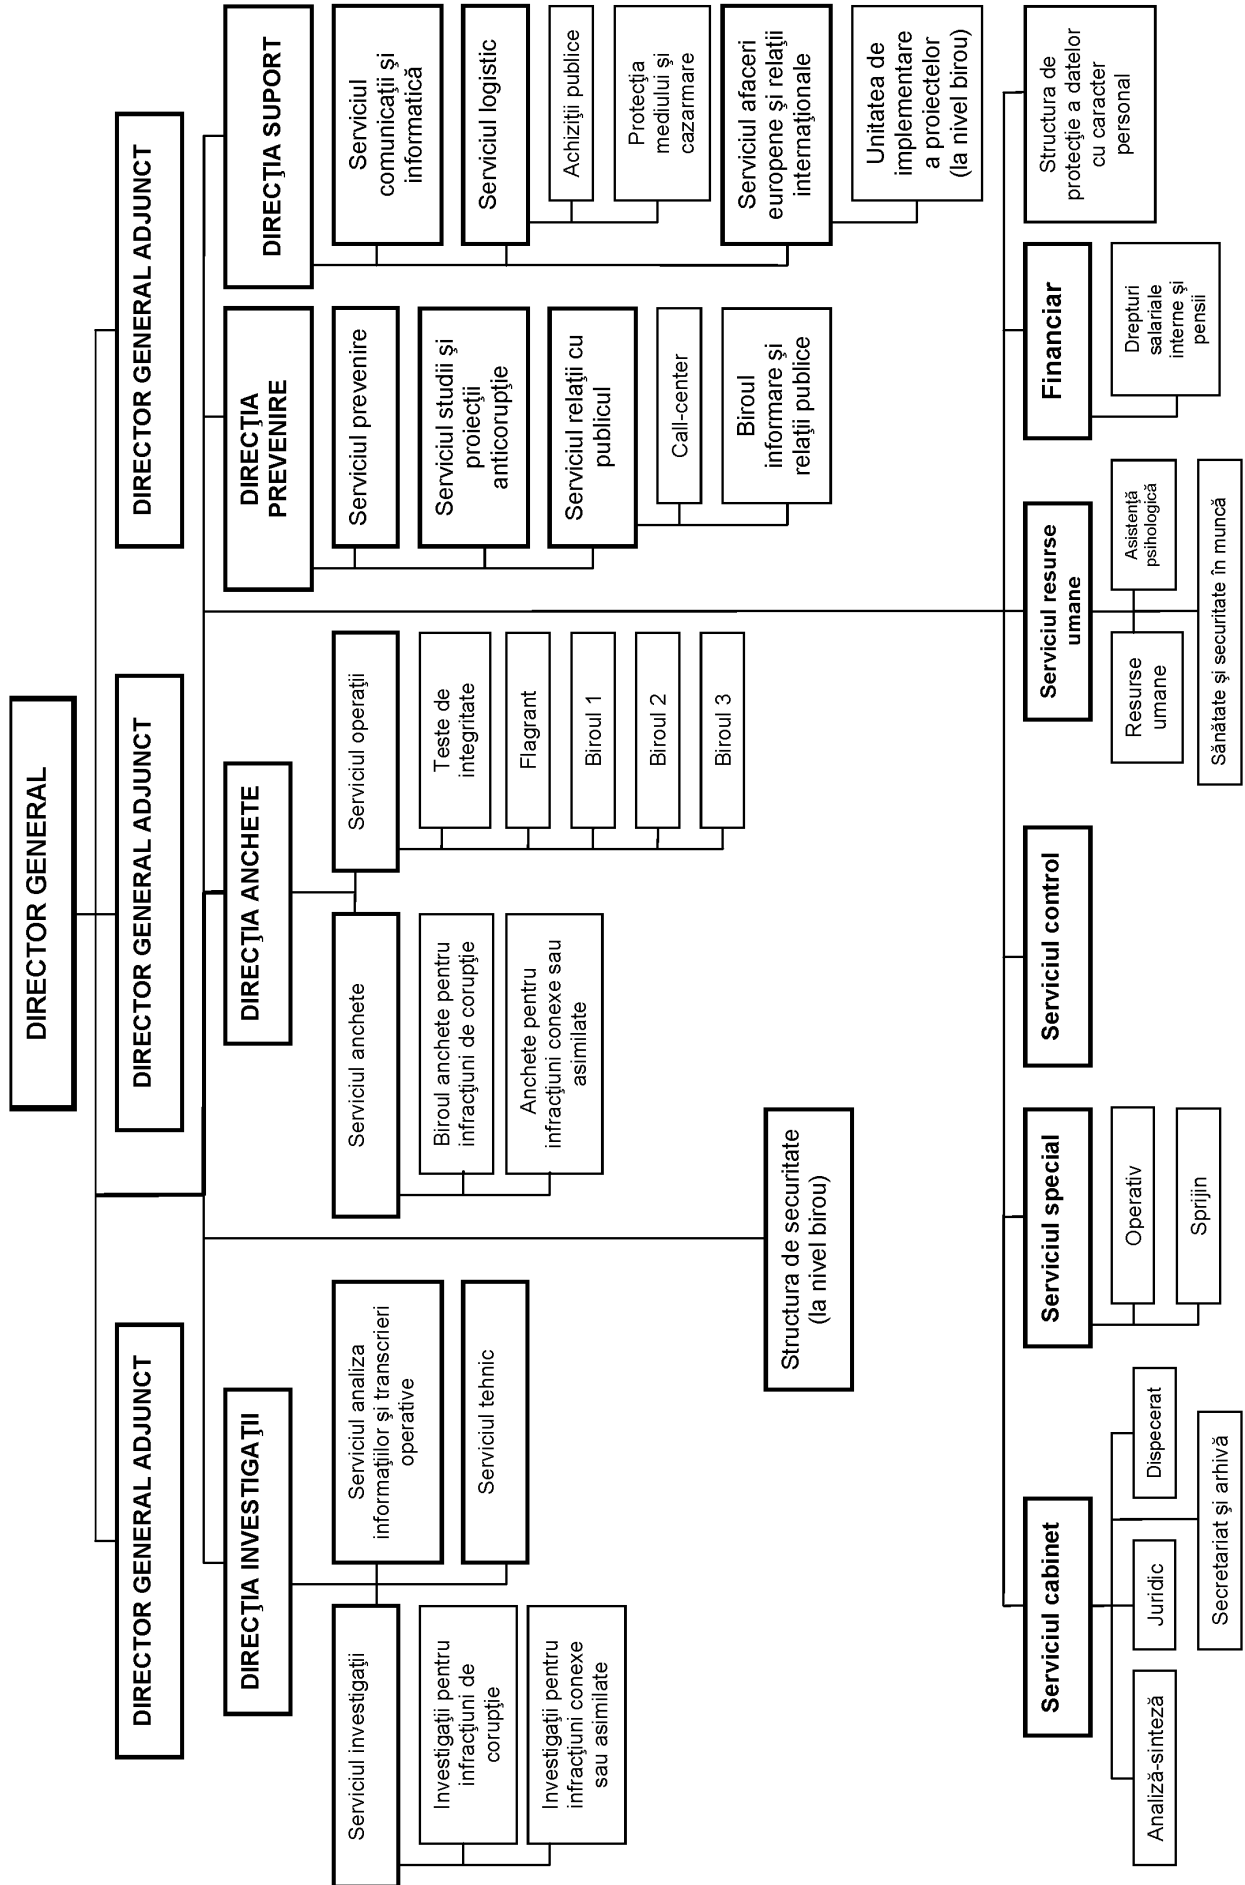 DIRECTOR GENERAL
DIRECTOR GENERAL ADJUNCT
DIRECTOR GENERAL ADJUNCT
DIRECTOR GENERAL ADJUNCT
DIRECŢIA INVESTIGAŢII
Serviciul investigaţii
Investigaţii pentru
infracţiuni de
corupţie
Investigaţii pentru
infracţiuni conexe
sau asimilate
Serviciul analiza
informaţiilor şi transcrieri
operative
Serviciul tehnic
DIRECŢIA ANCHETE
Serviciul anchete
Biroul anchete pentru
infracţiuni de corupţie
Anchete pentru
infracţiuni conexe sau
asimilate
Serviciul operaţii
Teste de
integritate
Flagrant
Biroul 1
Biroul 2
Biroul 3
DIRECŢIA
PREVENIRE
Serviciul prevenire
Serviciul studii şi
proiecţii
anticorupţie
Serviciul relaţii cu
publicul
Call-center
Biroul
informare şi
relaţii publice
DIRECŢIA SUPORT
Serviciul
comunicaţii şi
informatică
Serviciul logistic
Achiziţii publice
Protecţia
mediului şi
cazarmare
Serviciul afaceri
europene şi relaţii
internaţionale
Unitatea de
implementare
a proiectelor
(la nivel birou)
Structura de securitate
(la nivel birou)
Serviciul cabinet
Analiză-sinteză
Juridic
Dispecerat
Secretariat şi arhivă
Serviciul special
Operativ
Sprijin
Serviciul control
Serviciul resurse
umane
Resurse
umane
Asistenţă
psihologică
Sănătate şi securitate în muncă
Financiar
Drepturi
salariale
interne şi
pensii
Structura de
protecţie a datelor
cu caracter
personal